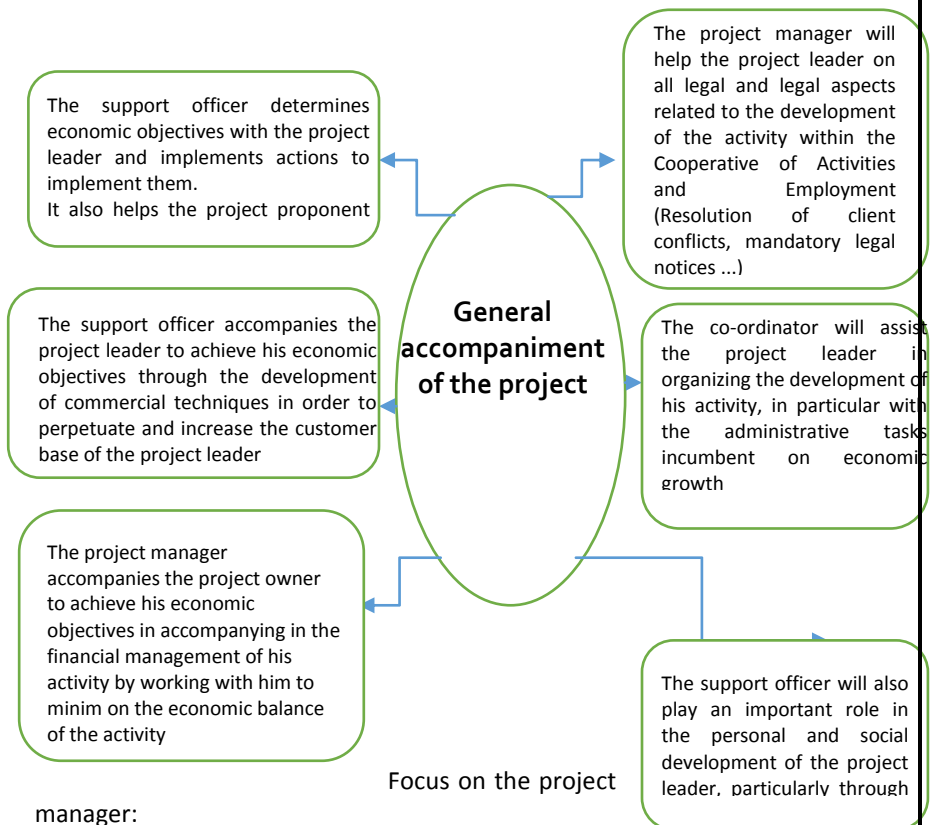 The support officer determines
economic objectives with the project
leader and implements actions to
implement them.
It also helps the project proponent
The project manager will
help the project leader on
all legal and legal aspects
related to the development
of the activity within the
Cooperative of Activities
and Employment
(Resolution of client
conflicts, mandatory legal
notices ...)
General
accompaniment
of the project
The support officer accompanies the
project leader to achieve his economic
objectives through the development
of commercial techniques in order to
perpetuate and increase the customer
base of the project leader
The co-ordinator will assist
the project leader in
organizing the development of
his activity, in particular with
the administrative tasks
incumbent on economic
growth
The project manager
accompanies the project owner
to achieve his economic
objectives in accompanying in the
financial management of his
activity by working with him to
minim on the economic balance
of the activity
The support officer will also
play an important role in
the personal and social
development of the project
leader, particularly through
Focus on the project
manager: